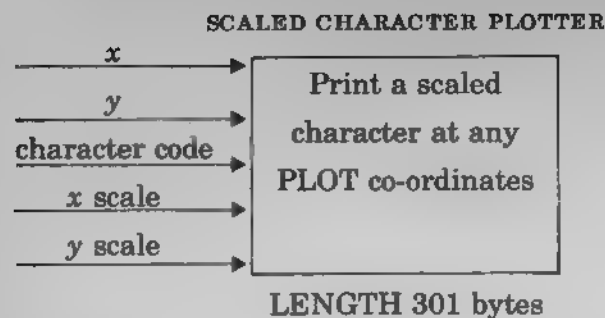 SCALED CHARACTER PLOTTER
x
y
character code
x scale
y scale
Print a scaled
character at any
PLOT co-ordinates
LENGTH 301 bytes